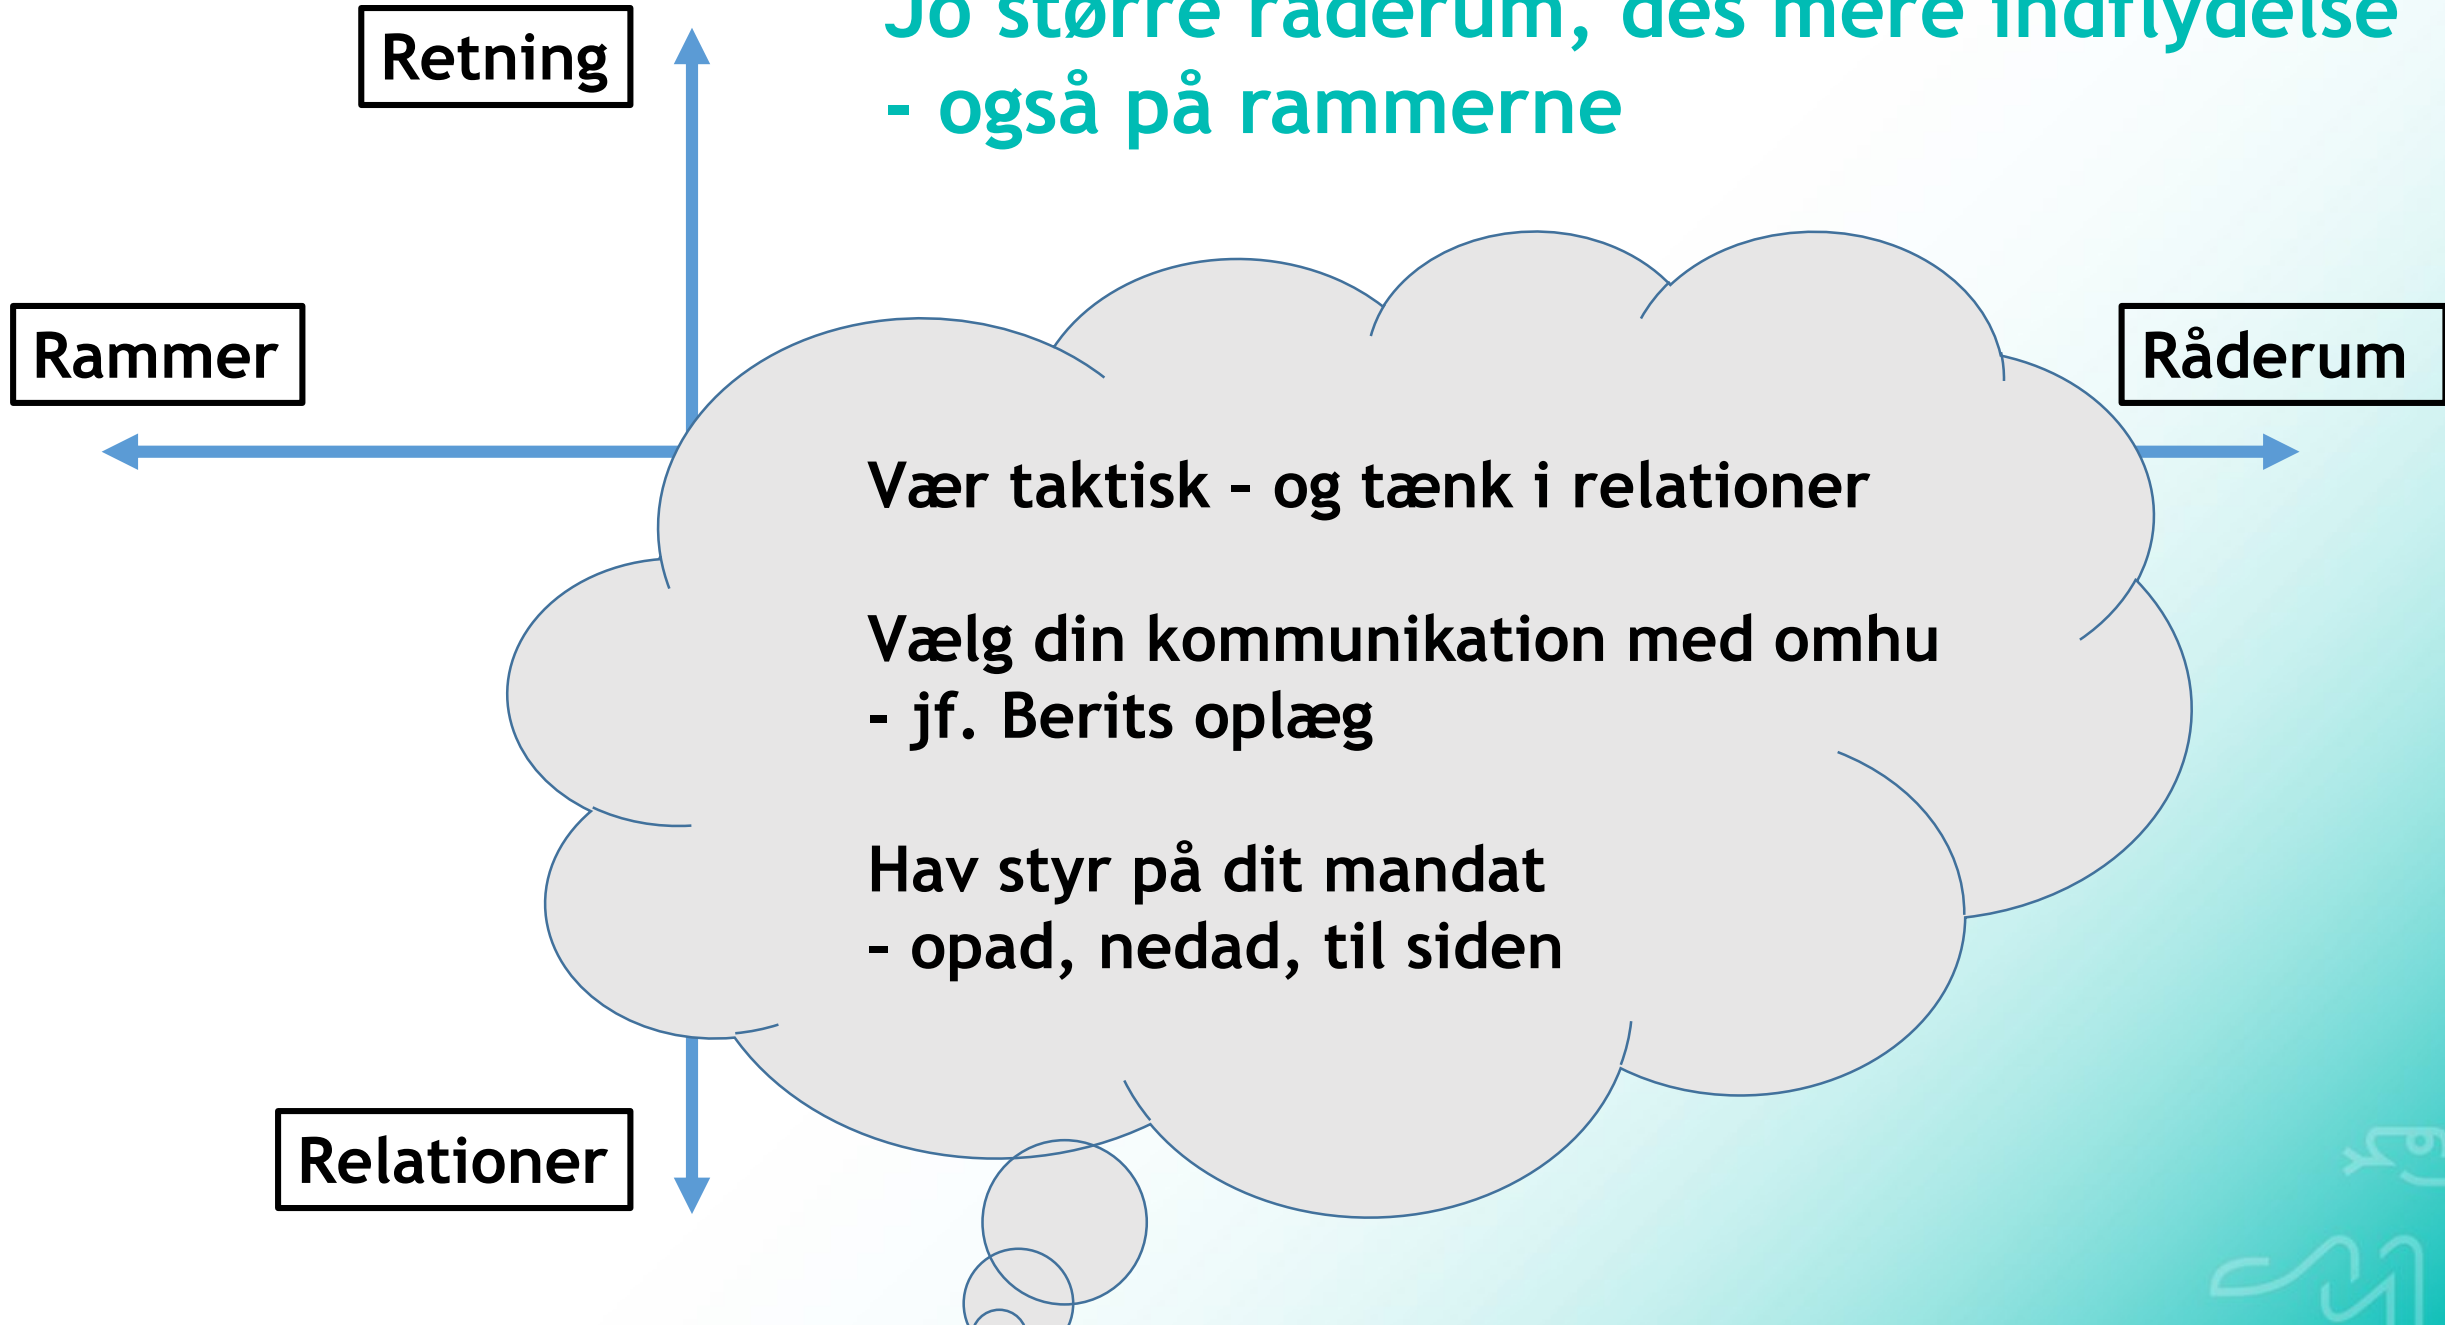 Jo større råderum, des mere indflydelse
- også på rammerne
Retning
Rammer
Råderum
Vær taktisk – og tænk i relationer
Vælg din kommunikation med omhu
- jf. Berits oplæg
Hav styr på dit mandat
– opad, nedad, til siden
Relationer